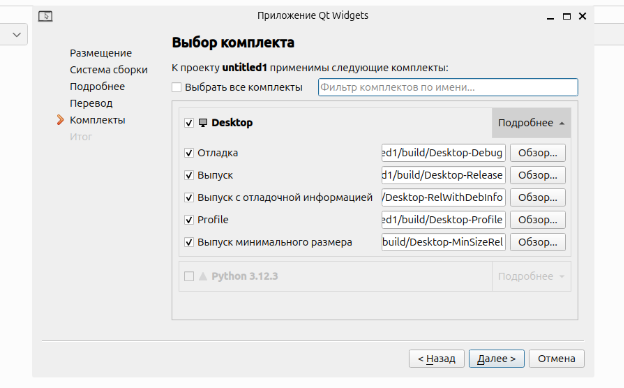 Приложение Qt Widgets
Размещение
Система сборки
Подробнее
Перевод
Комплекты
Итог
Выбор комплекта
К проекту untitled1 применимы следующие комплекты:
Выбрать все комплекты
Фильтр комплектов по имени...
Desktop
Подробнее
Отладка
ed1/build/Desktop-Debug
Обзор...
Выпуск
d1/build/Desktop-Release
Обзор...
Выпуск с отладочной информацией
/Desktop-RelWithDebInfo
Обзор...
Profile
ed1/build/Desktop-Profile
Обзор...
Выпуск минимального размера
build/Desktop-MinSizeRel
Обзор...
Python 3.12.3
Подробнее
< Назад
Далее >
Отмена